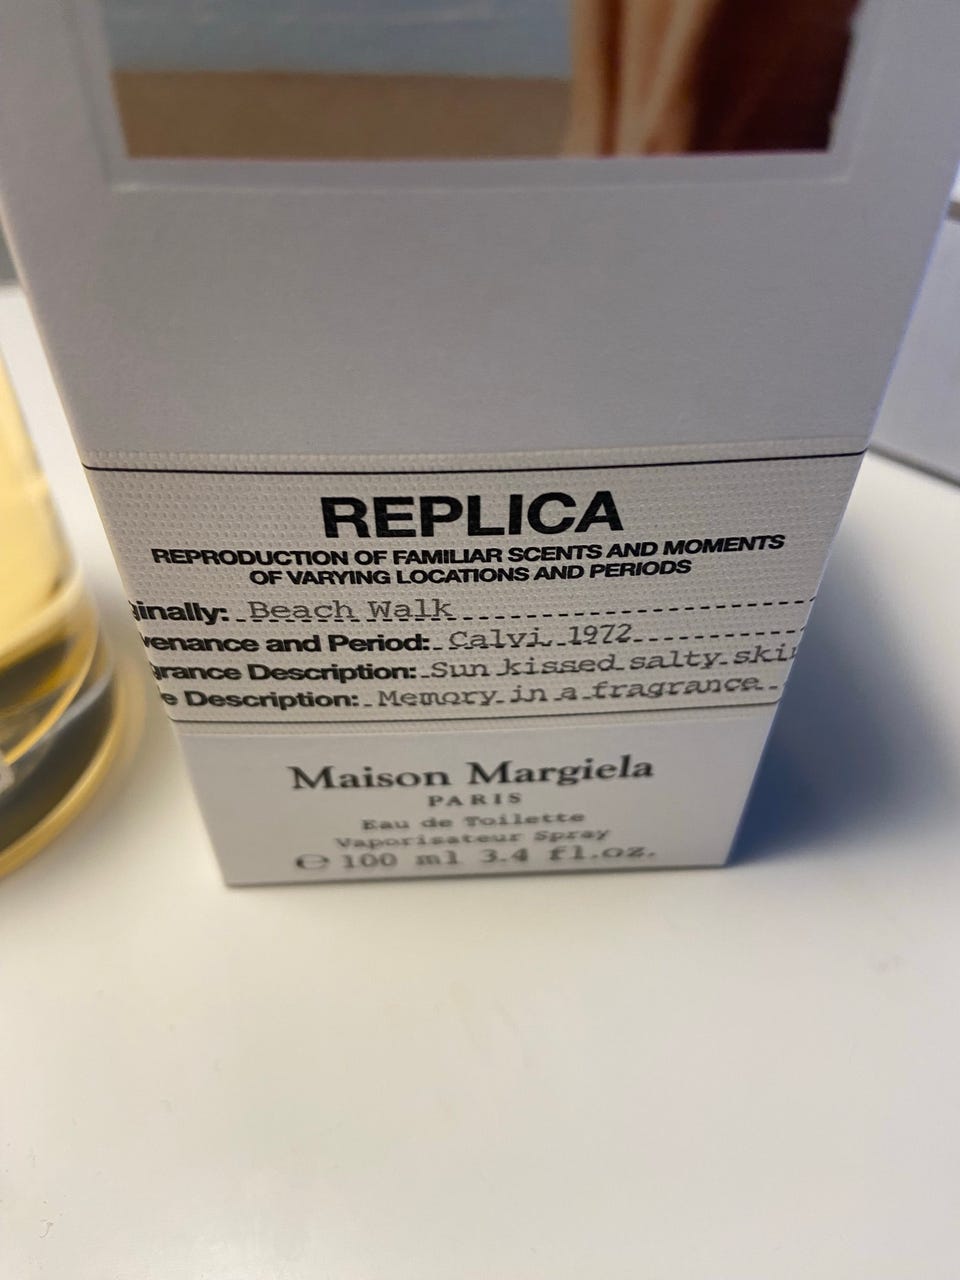 REPLICA
REPRODUCTION OF FAMILIAR SCENTS AND MOMENTS
OF VARYING LOCATIONS AND PERIODS
ginally: Beach Walk
venance and Period: Calvi, 1972
grance Description: Sun kissed salty skin
e Description: Memory in a fragrance
Maison Margiela
PARIS
Eau de Toilette
Vaporisateur Spray
℮ 100 ml 3.4 fl.oz.